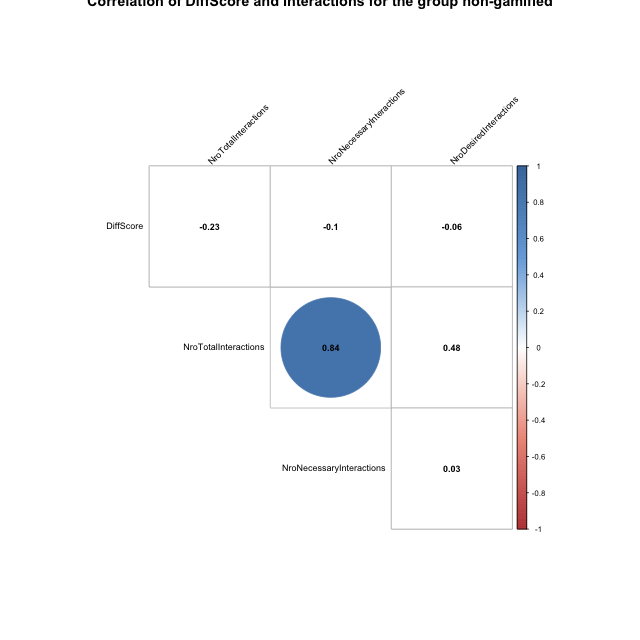 Correlation of DiffScore and Interactions for the group non-gamified
NroTotalInteractions
NroNecessaryInteractions
NroDesiredInteractions
DiffScore
-0.23
-0.1
-0.06
NroTotalInteractions
0.84
0.48
NroNecessaryInteractions
0.03
1
0.8
0.6
0.4
0.2
0
-0.2
-0.4
-0.6
-0.8
-1